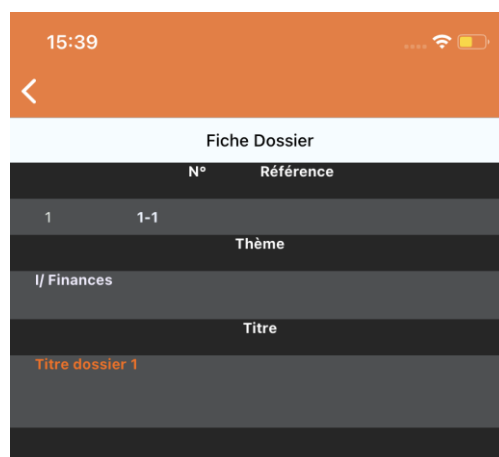 15:39
Fiche Dossier
N° Référence
1 1-1
Thème
I/ Finances
Titre
Titre dossier 1